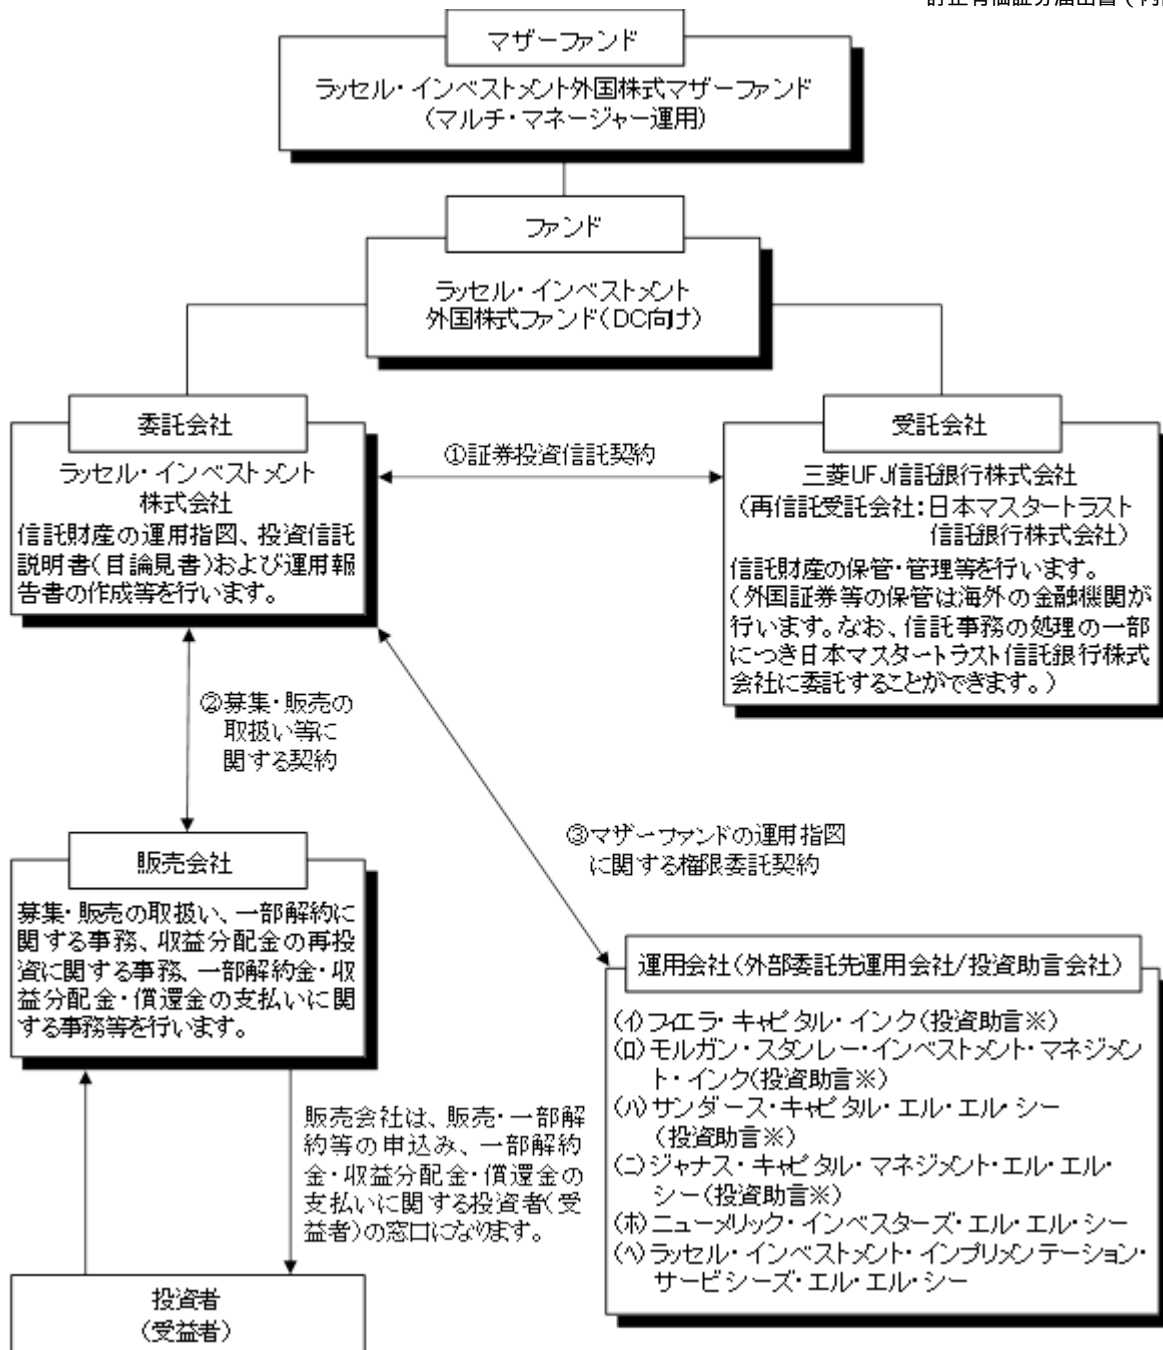 訂正有価証券届出書（内
マザーファンド
ラッセル・インベストメント外国株式マザーファンド
（マルチ・マネージャー運用）
ファンド
ラッセル・インベストメント
外国株式ファンド（DC向け）
委託会社
ラッセル・インベストメント
株式会社
信託財産の運用指図、投資信託
説明書（目論見書）および運用報
告書の作成等を行います。
①証券投資信託契約
受託会社
三菱UFJ信託銀行株式会社
（再信託受託会社：日本マスタートラスト
信託銀行株式会社）
信託財産の保管・管理等を行います。
（外国証券等の保管は海外の金融機関が
行います。なお、信託事務の処理の一部
につき日本マスタートラスト信託銀行株式
会社に委託することができます。）
②募集・販売の
取扱い等に
関する契約
③マザーファンドの運用指図
に関する権限委託契約
販売会社
募集・販売の取扱い、一部解約に
関する事務、収益分配金の再投
資に関する事務、一部解約金・収
益分配金・償還金の支払いに関
する事務等を行います。
運用会社（外部委託先運用会社/投資助言会社）
（イ）フィエラ・キャピタル・インク（投資助言※）
（ロ）モルガン・スタンレー・インベストメント・マネジメン
ト・インク（投資助言※）
（ハ）サンダース・キャピタル・エル・エル・シー
（投資助言※）
（ニ）ジャナス・キャピタル・マネジメント・エル・エル・
シー（投資助言※）
（ホ）ニューメリック・インベスターズ・エル・エル・シー
（ヘ）ラッセル・インベストメント・インプリメンテーション・
サービシーズ・エル・エル・シー
販売会社は、販売・一部解
約等の申込み、一部解約
金・収益分配金・償還金の
支払いに関する投資者（受
益者）の窓口になります。
投資者
（受益者）